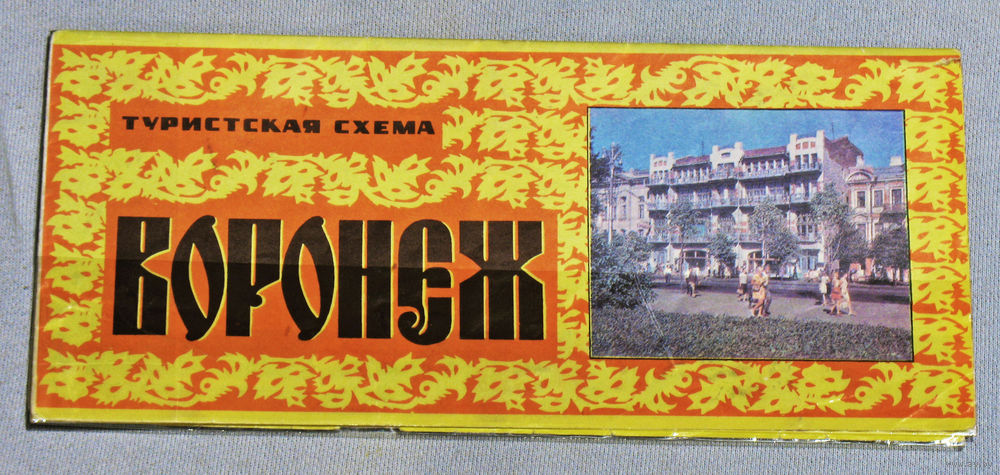 ТУРИСТСКАЯ СХЕМА
ВОРОНЕЖ